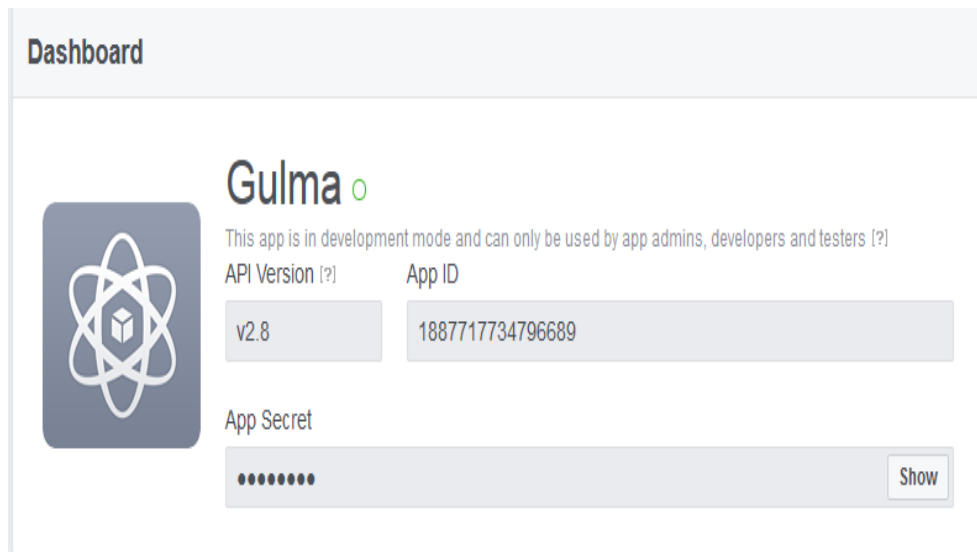 Dashboard
Gulma
This app is in development mode and can only be used by app admins, developers and testers [?]
API Version [?] App ID
v2.8 1887717734796689
App Secret
●●●●●●●● Show